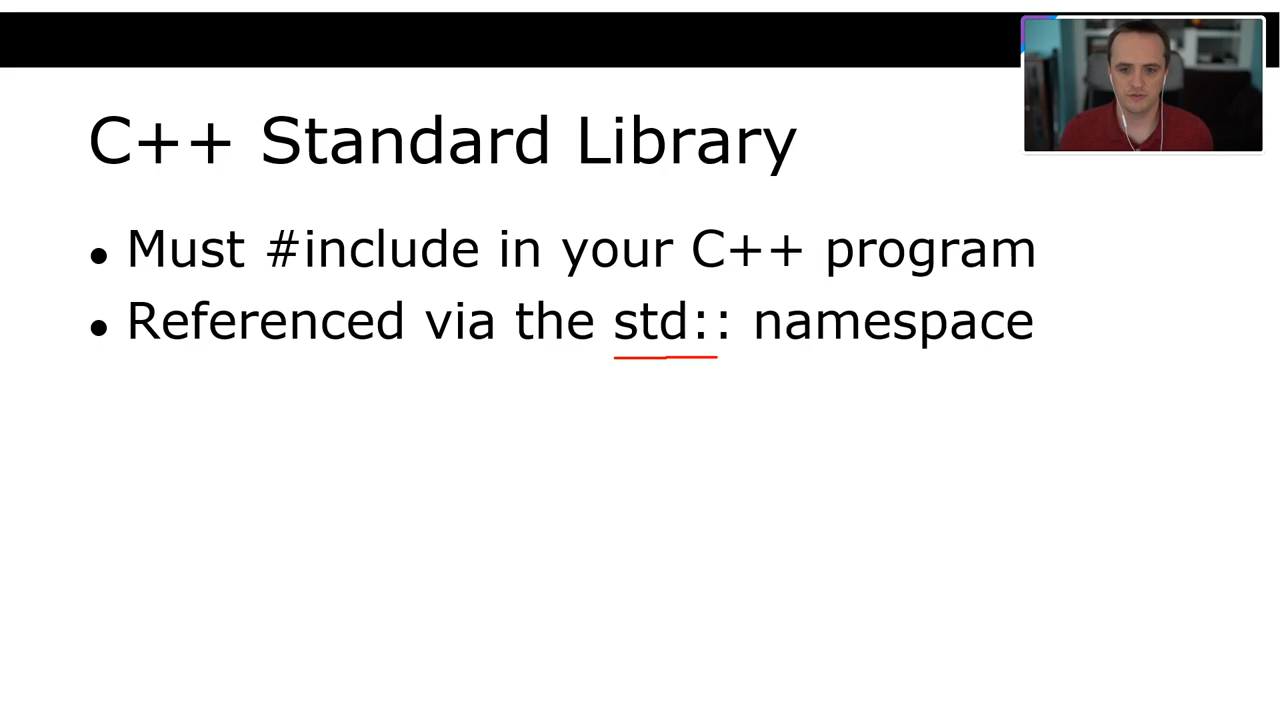 C++ Standard Library
• Must #include in your C++ program
• Referenced via the std:: namespace